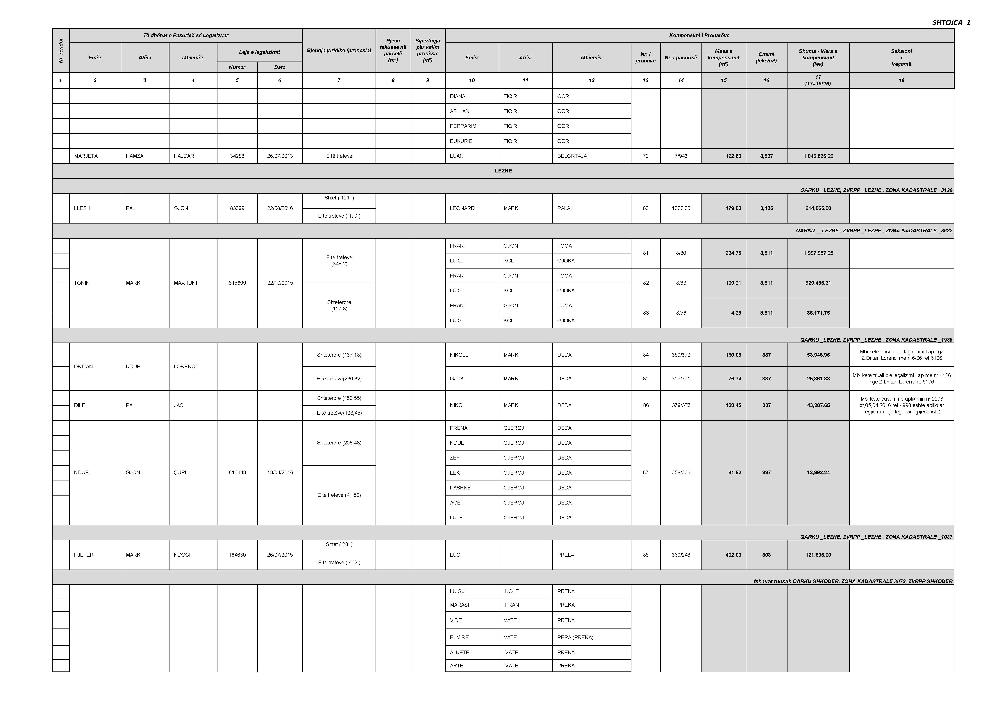 SHTOJCA 1
Nr. rendor
Të dhënat e Pasurisë së Legalizuar
Gjendja juridike (pronesia)
Pjesa takuese në parcelë (m²)
Sipërfaqja për kalim pronësie (m²)
Kompensimi i Pronarëve
Emër Atësi Mbiemër Leja e legalizimit
Numer Date
Emër Atësi Mbiemër Nr. i pronave Nr. i pasurisë Masa e kompensimit (m²) Çmimi (leke/m²) Shuma - Vlera e kompensimit (lek) Seksioni i Veçantë
1 2 3 4 5 6 7 8 9 10 11 12 13 14 15 16 17 (17=15*16) 18
DIANA FIQIRI QORI
ASLLAN FIQIRI QORI
PERPARIM FIQIRI QORI
BUKURIE FIQIRI QORI
MARJETA HAMZA HAJDARI 34288 26.07.2013 E të tretëve LUAN BELORTAJA 79 7/943 122.60 8,537 1,046,636.20
LEZHE
QARKU _LEZHE, ZVRPP _LEZHE , ZONA KADASTRALE _3126
Shtet ( 121 )
LLESH PAL GJONI 83399 22/08/2016 LEONARD MARK PALAJ 80 1077.00 179.00 3,435 614,865.00
E te treteve ( 179 )
QARKU __LEZHE , ZVRPP _LEZHE , ZONA KADASTRALE _8632
FRAN GJON TOMA
E te treteve (348,2) 81 8/80 234.75 8,511 1,997,957.25
LUIGJ KOL GJOKA
FRAN GJON TOMA
TONIN MARK MAXHUNI 815699 22/10/2015 82 8/83 109.21 8,511 929,486.31
LUIGJ KOL GJOKA
Shteterore (157,8) FRAN GJON TOMA
83 8/56 4.25 8,511 36,171.75
LUIGJ KOL GJOKA
QARKU _LEZHE, ZVRPP _LEZHE , ZONA KADASTRALE _1986
Shtetërore (137,18) NIKOLL MARK DEDA 84 359/372 160.08 337 53,946.96 Mbi kete pasuri bie legalizimi I ap nga Z.Dritan Lorenci me nr6/26 ref,6106
DRITAN NDUE LORENCI
E të tretëve(236,82) GJOK MARK DEDA 85 359/371 76.74 337 25,861.38 Mbi kete truall bie legalizimi I ap me nr 4126 nge Z.Dritan Lorenci ref6106
Shtetërore (150,55)
DILE PAL JACI NIKOLL MARK DEDA 86 359/375 128.45 337 43,287.65 Mbi kete pasuri me aplikimin nr.2208 dt,05,04,2016 ref.4998 eshte aplikuar regjistrim leje legalizimi(pjeserisht)
E të tretëve(128,45)
PRENA GJERGJ DEDA
Shteterore (208,48) NDUE GJERGJ DEDA
ZEF GJERGJ DEDA
NDUE GJON ÇUPI 816443 13/04/2016 LEK GJERGJ DEDA 87 359/306 41.52 337 13,992.24
PASHKE GJERGJ DEDA
E te treteve (41,52)
AGE GJERGJ DEDA
LULE GJERGJ DEDA
QARKU _LEZHE, ZVRPP _LEZHE , ZONA KADASTRALE _1087
Shtet ( 28 )
PJETER MARK NDOCI 184630 26/07/2015 LUC PRELA 88 360/248 402.00 303 121,806.00
E te treteve ( 402 )
fshatrat turistik QARKU SHKODER, ZONA KADASTRALE 3072, ZVRPP SHKODER
LUIGJ KOLE PREKA
MARASH FRAN PREKA
VIDË VATË PREKA
ELMIRË VATË PERA (PREKA)
ALKETË VATË PREKA
ARTË VATË PREKA